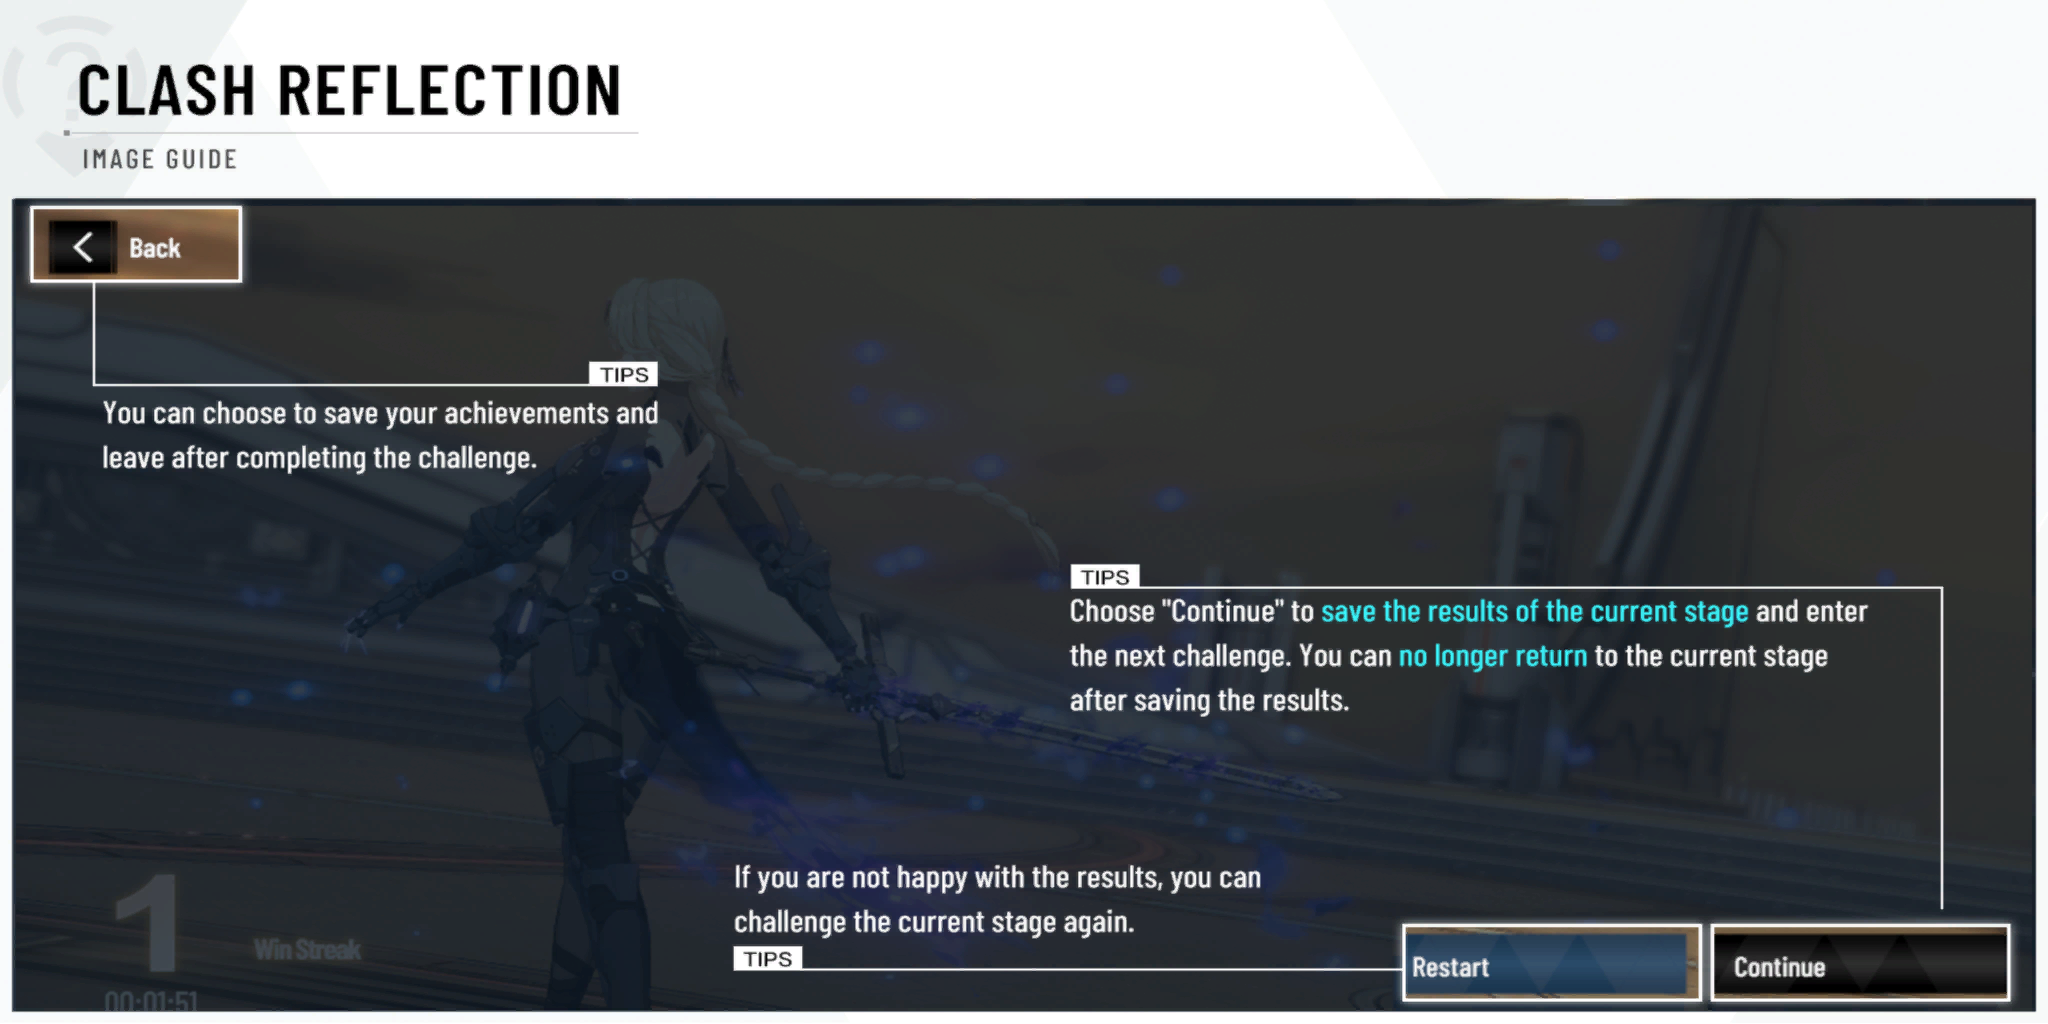 CLASH REFLECTION
IMAGE GUIDE
Back
TIPS
You can choose to save your achievements and
leave after completing the challenge.
TIPS
Choose "Continue" to save the results of the current stage and enter
the next challenge. You can no longer return to the current stage
after saving the results.
If you are not happy with the results, you can
challenge the current stage again.
TIPS
1
Win Streak
00:01:51
Restart
Continue